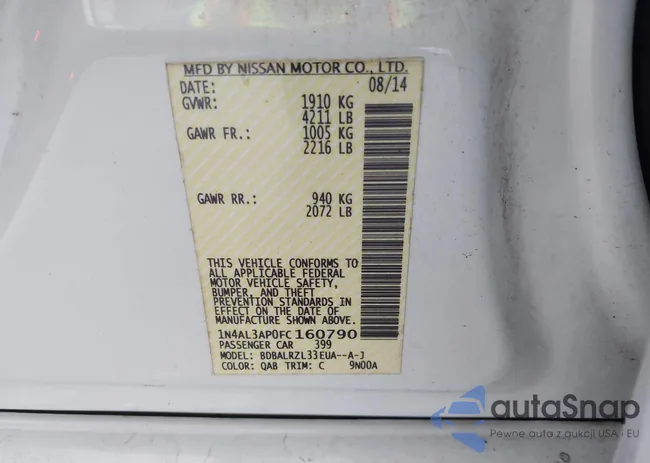 MFD BY NISSAN MOTOR CO., LTD.
DATE: 08/14
GVWR: 1910 KG
4211 LB
GAWR FR.: 1005 KG
2216 LB
GAWR RR.: 940 KG
2072 LB
THIS VEHICLE CONFORMS TO
ALL APPLICABLE FEDERAL
MOTOR VEHICLE SAFETY,
BUMPER, AND THEFT
PREVENTION STANDARDS IN
EFFECT ON THE DATE OF
MANUFACTURE SHOWN ABOVE.
1N4AL3AP0FC160790
PASSENGER CAR 399
MODEL: BDBALRZL33EUA--A-J
COLOR: QAB TRIM: C 9N00A
autaSnap
Pewne auta z aukcji USA i EU